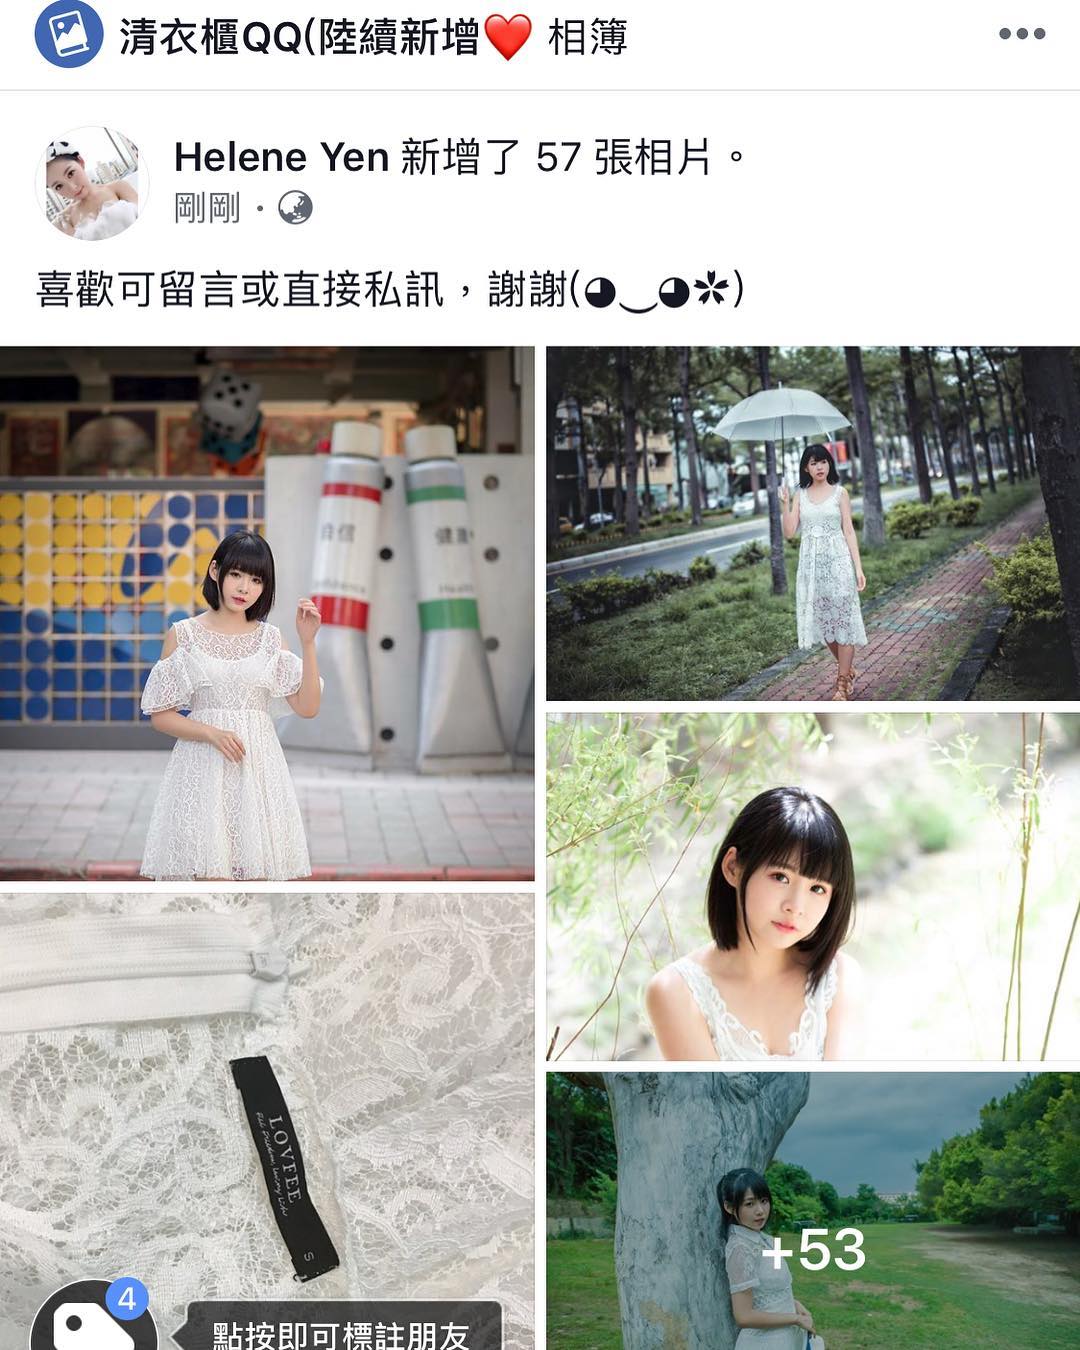 清衣櫃QQ(陸續新增❤️ 相簿
Helene Yen 新增了 57 張相片。
剛剛 ·
喜歡可留言或直接私訊，謝謝(◕‿◕✿)
自信
Confidence
健康
Health
LOVFEE
S
+53
4
點按即可標註朋友